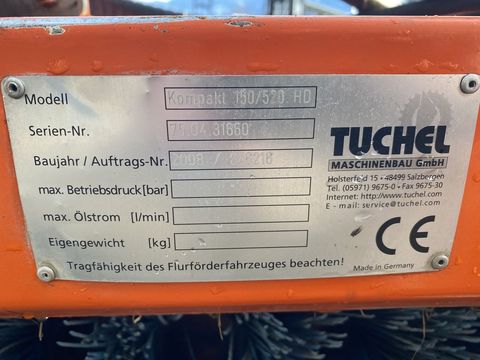 Modell Kompakt 150/520 HD
Serien-Nr.
Baujahr / Auftrags-Nr. 2008 /
max. Betriebsdruck [bar]
max. Ölstrom [l/min]
Eigengewicht [kg]
Tragfähigkeit des Flurförderfahrzeuges beachten!
TUCHEL
MASCHINENBAU GmbH
Holsterfeld 15 • 48499 Salzbergen
Tel. (05971) 9675-0 • Fax 9675-30
Internet: http://www.tuchel.com
E - mail: service@tuchel.com
CE
Made in Germany